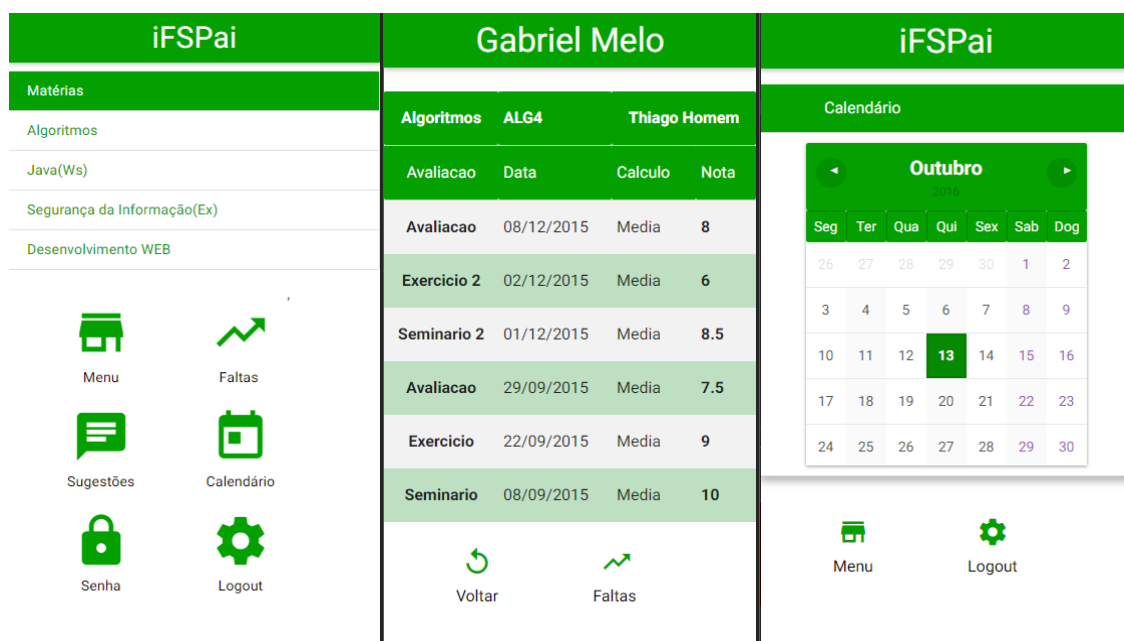 iFSPai
Matérias
Algoritmos
Java(Ws)
Segurança da Informação(Ex)
Desenvolvimento WEB
Menu Faltas
Sugestões Calendário
Senha Logout
Gabriel Melo
Algoritmos ALG4 Thiago Homem
Avaliacao Data Calculo Nota
Avaliacao 08/12/2015 Media 8
Exercicio 2 02/12/2015 Media 6
Seminario 2 01/12/2015 Media 8.5
Avaliacao 29/09/2015 Media 7.5
Exercicio 22/09/2015 Media 9
Seminario 08/09/2015 Media 10
Voltar Faltas
iFSPai
Calendário
Outubro
2016
Seg Ter Qua Qui Sex Sab Dog
26 27 28 29 30 1 2
3 4 5 6 7 8 9
10 11 12 13 14 15 16
17 18 19 20 21 22 23
24 25 26 27 28 29 30
Menu Logout